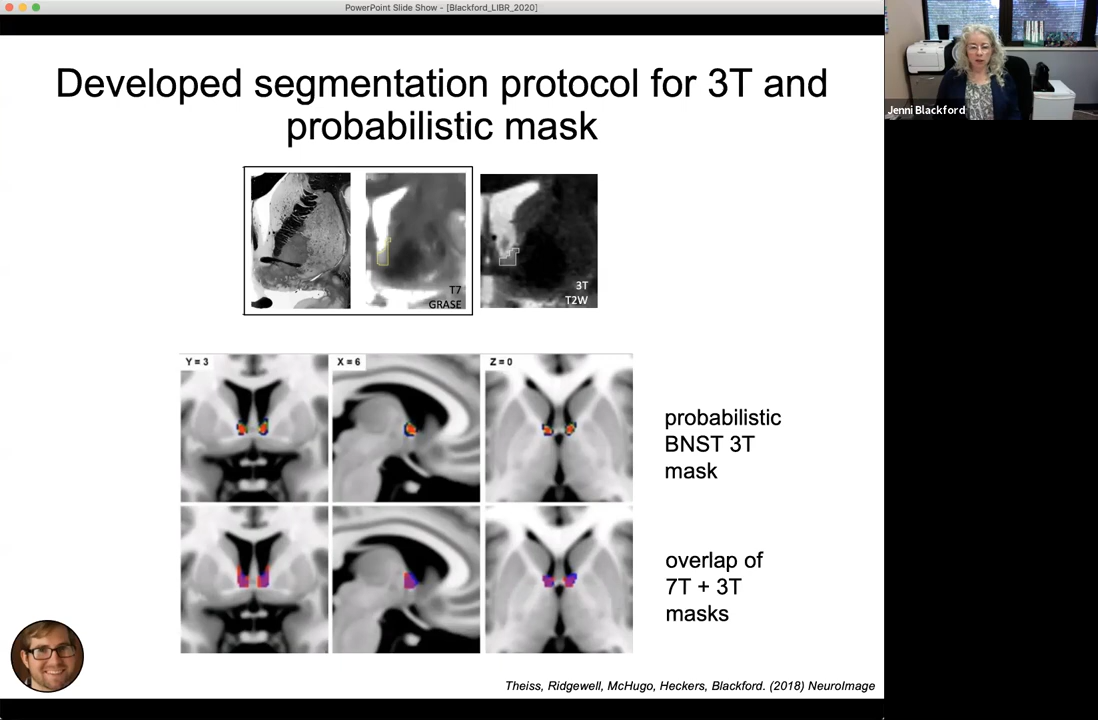 PowerPoint Slide Show - [Blackford_LIBR_2020]
Developed segmentation protocol for 3T and
probabilistic mask
T7
GRASE
3T
T2W
Y = 3
X = 6
Z = 0
probabilistic
BNST 3T
mask
overlap of
7T + 3T
masks
Theiss, Ridgewell, McHugo, Heckers, Blackford. (2018) NeuroImage
Jenni Blackford